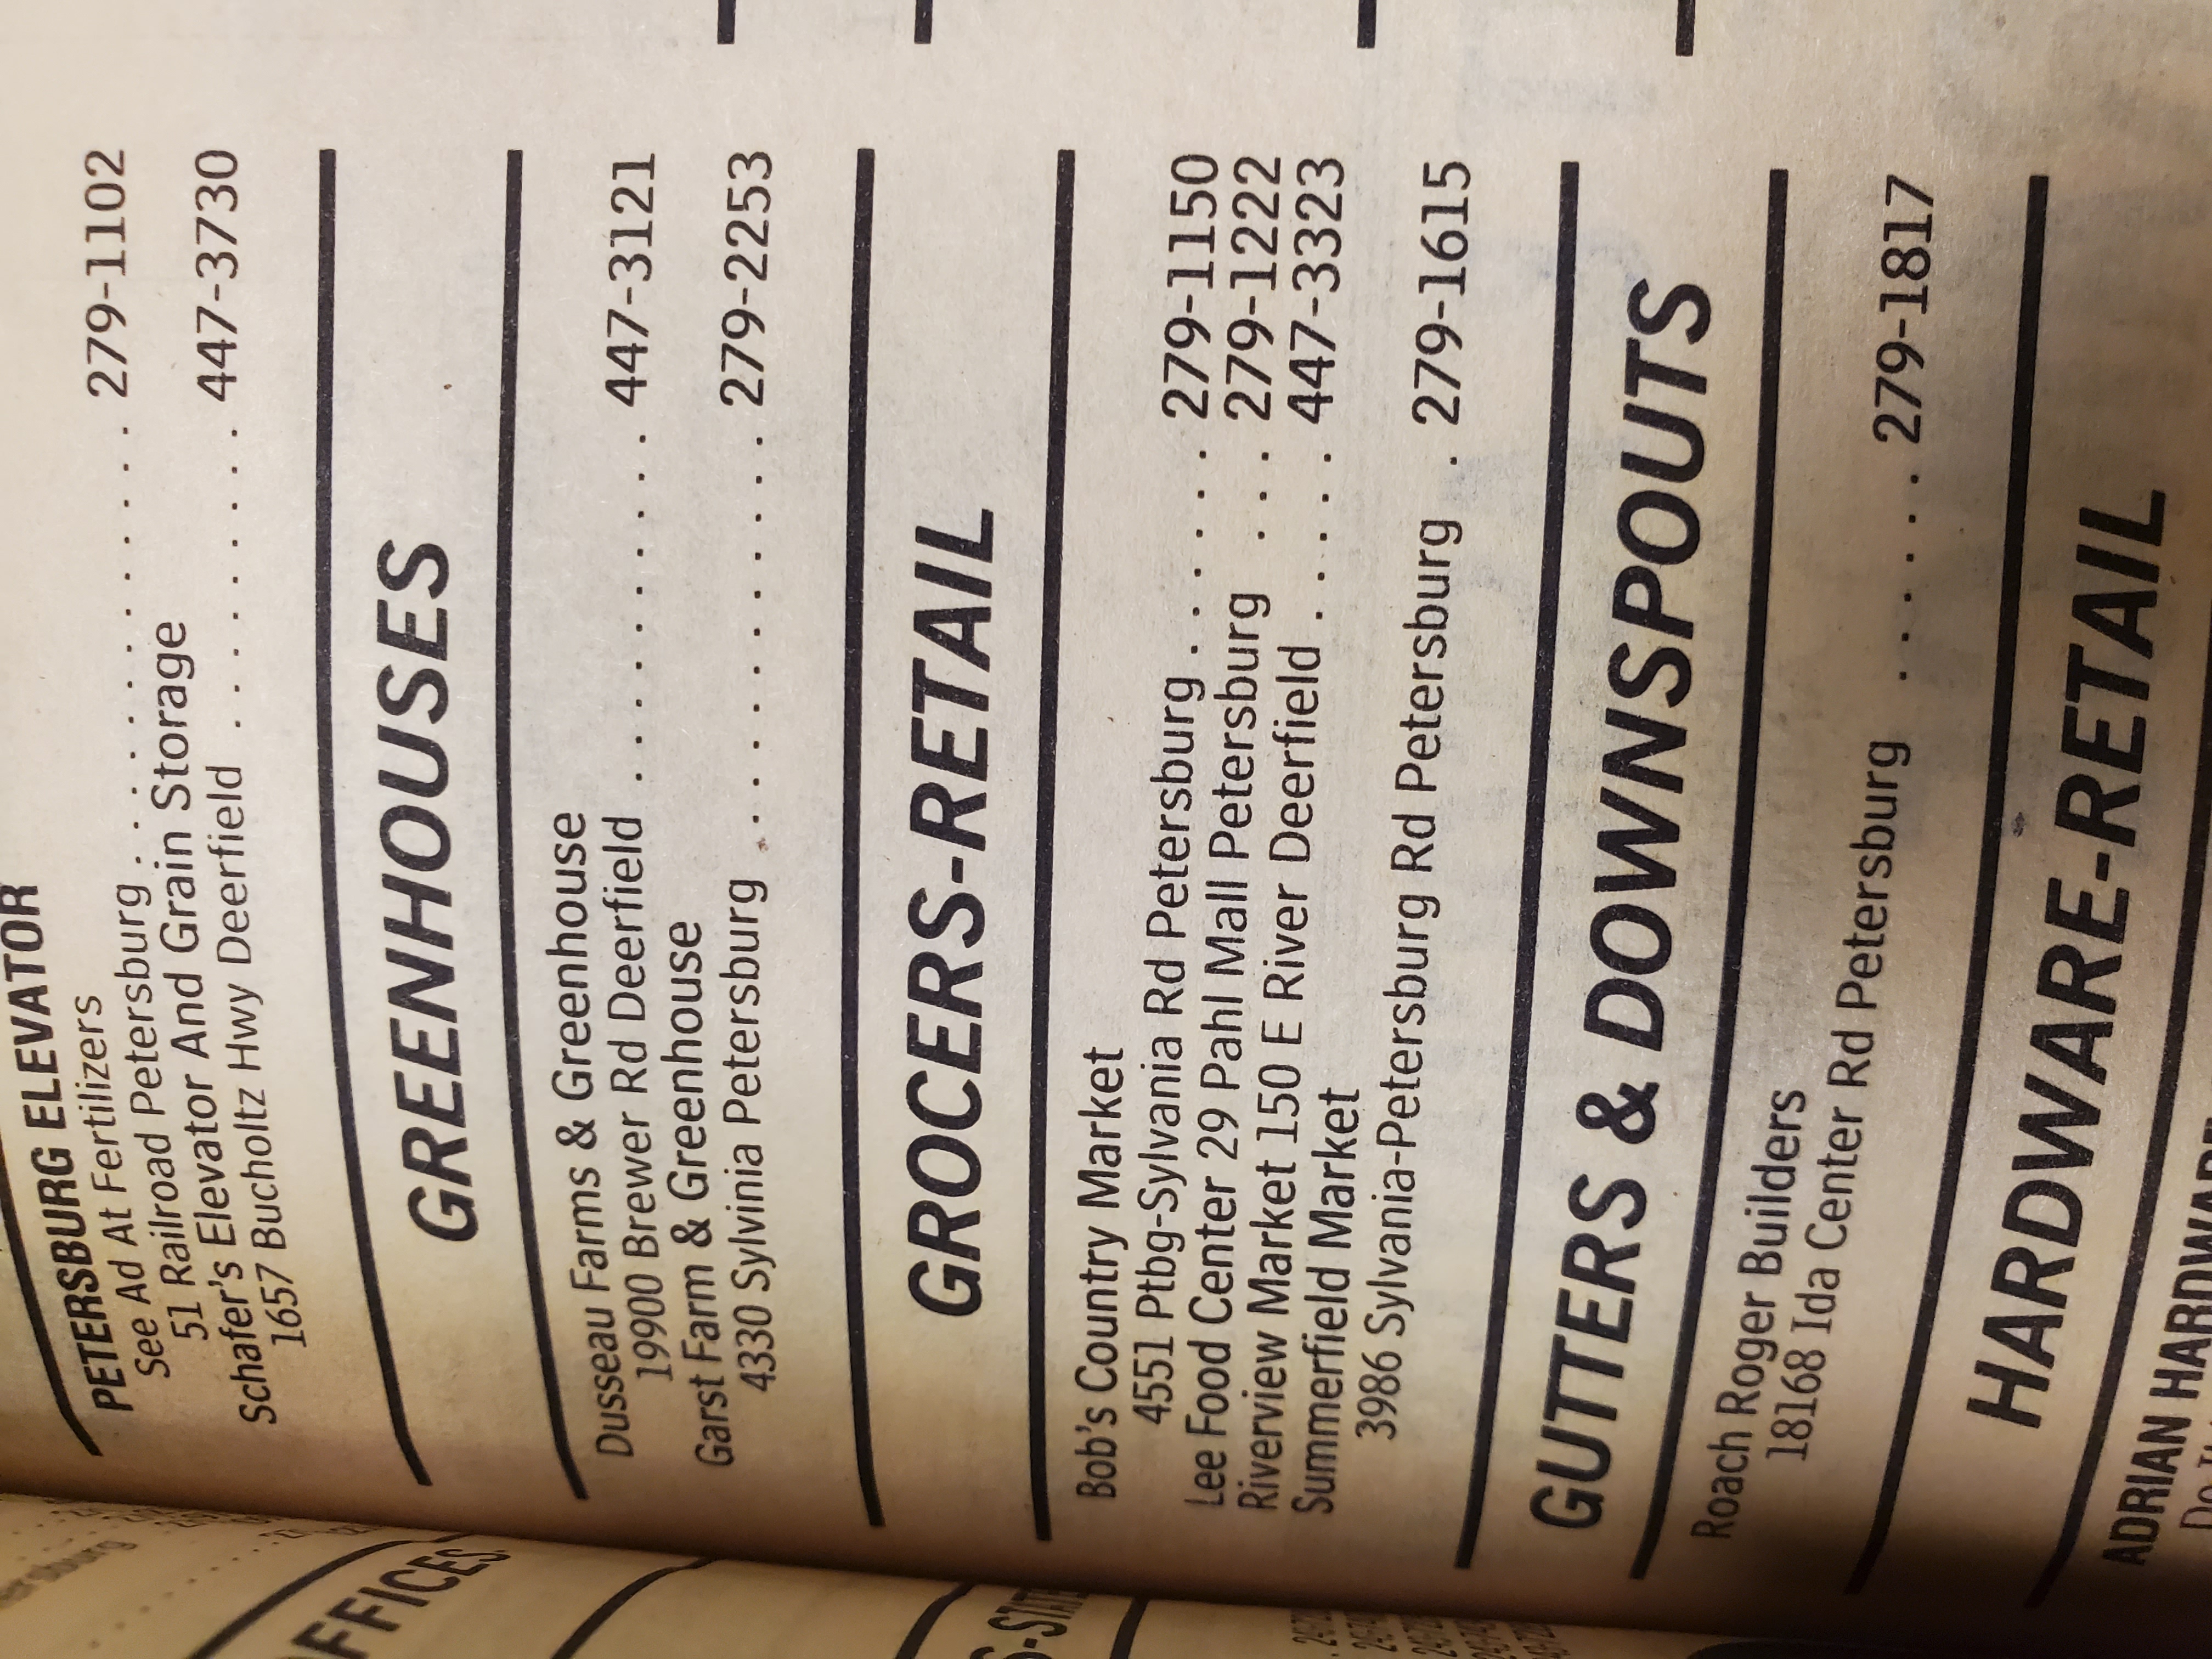 PETERSBURG ELEVATOR
See Ad At Fertilizers
51 Railroad Petersburg . . . . . . . . . . . 279-1102
Schafer's Elevator And Grain Storage
1657 Bucholtz Hwy Deerfield . . . . . . . . 447-3730
GREENHOUSES
Dusseau Farms & Greenhouse
19900 Brewer Rd Deerfield . . . . . . . . . 447-3121
Garst Farm & Greenhouse
4330 Sylvinia Petersburg . . . . . . . . . . . 279-2253
GROCERS-RETAIL
Bob's Country Market
4551 Ptbg-Sylvania Rd Petersburg . . . . . . 279-1150
Lee Food Center 29 Pahl Mall Petersburg . . . 279-1222
Riverview Market 150 E River Deerfield . . . . . 447-3323
Summerfield Market
3986 Sylvania-Petersburg Rd Petersburg . 279-1615
GUTTERS & DOWNSPOUTS
Roach Roger Builders
18168 Ida Center Rd Petersburg . . . . . . 279-1817
HARDWARE-RETAIL
ADRIAN HARDWARE
OFFICES